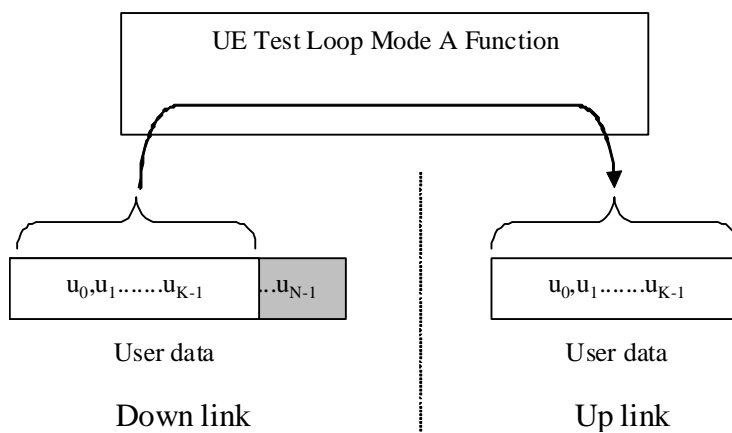 UE Test Loop Mode A Function
u0,u1.......uK-1 ...uN-1 u0,u1.......uK-1
User data User data
Down link Up link